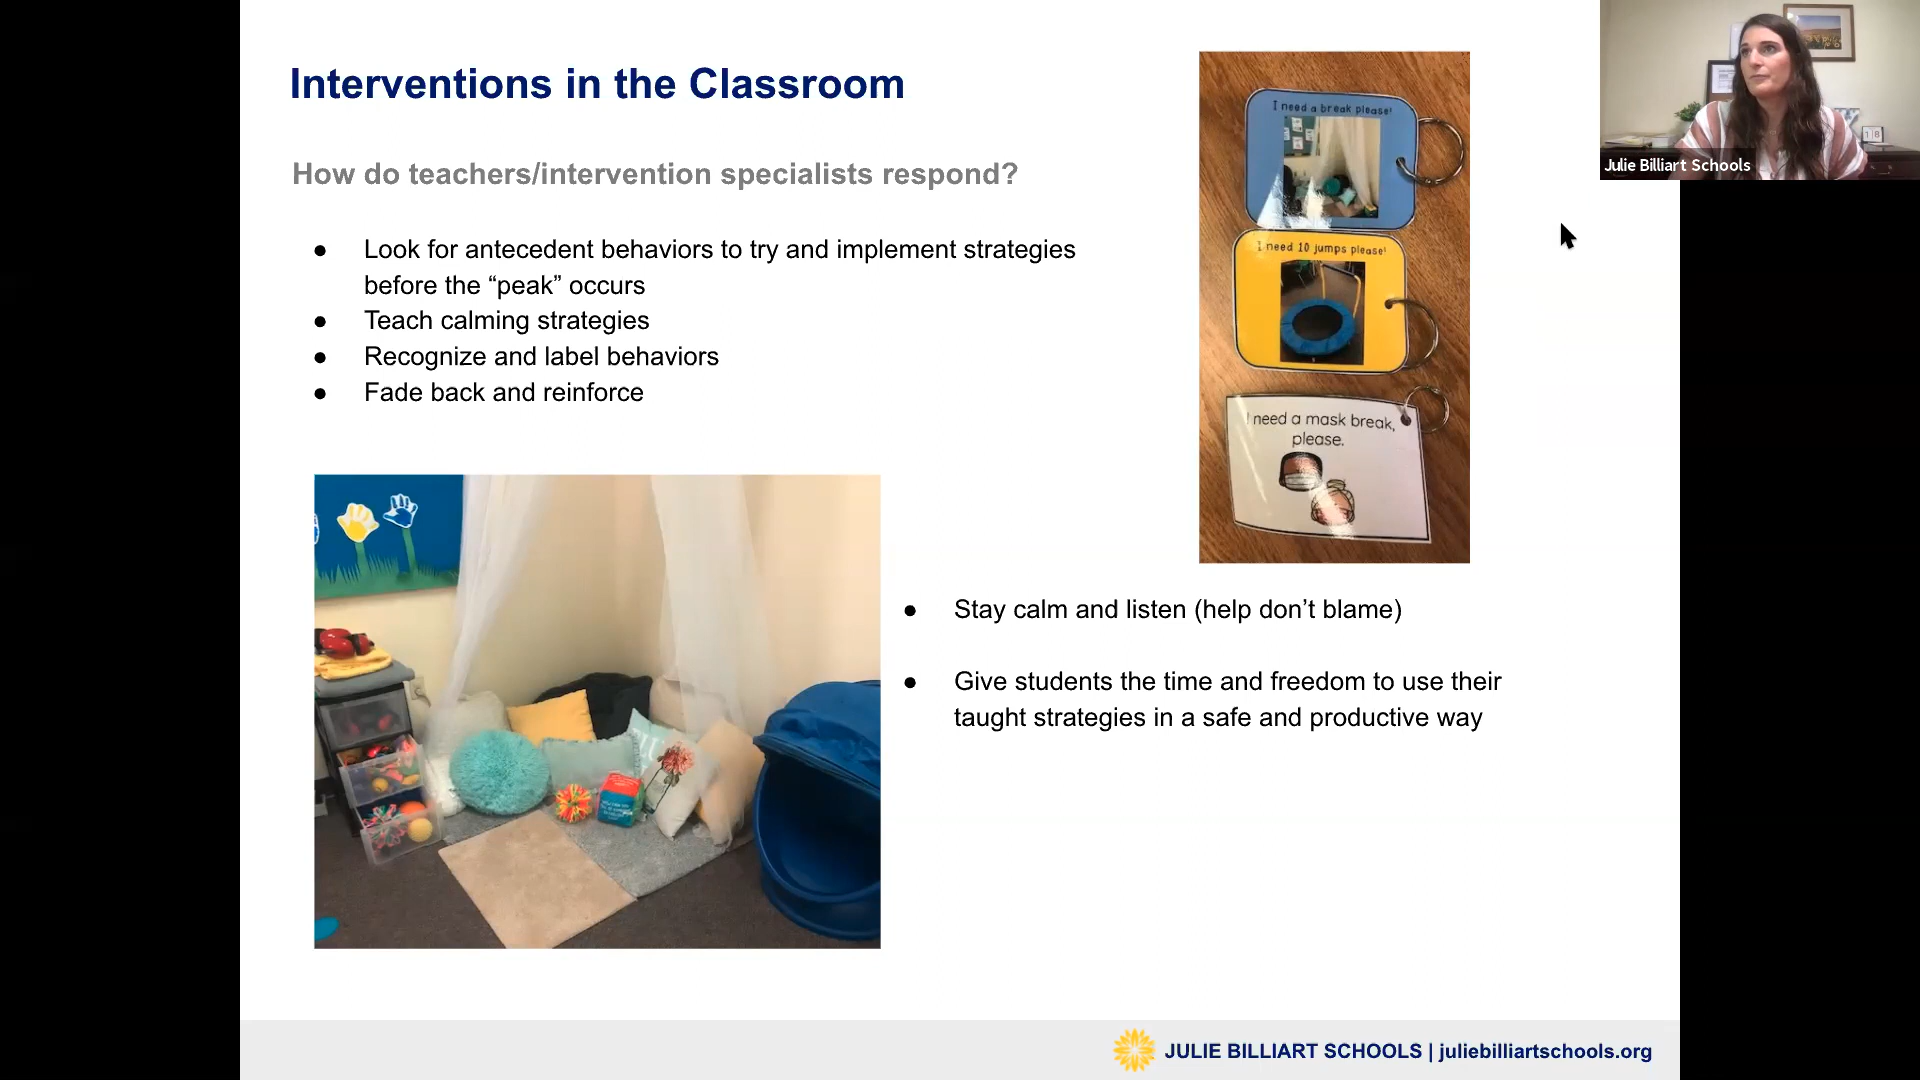 Interventions in the Classroom
How do teachers/intervention specialists respond?
● Look for antecedent behaviors to try and implement strategies
before the “peak” occurs
● Teach calming strategies
● Recognize and label behaviors
● Fade back and reinforce
I need a break please!
I need 10 jumps please!
I need a mask break,
please.
Julie Billiart Schools
18
● Stay calm and listen (help don’t blame)
● Give students the time and freedom to use their
taught strategies in a safe and productive way
JULIE BILLIART SCHOOLS | juliebilliartschools.org